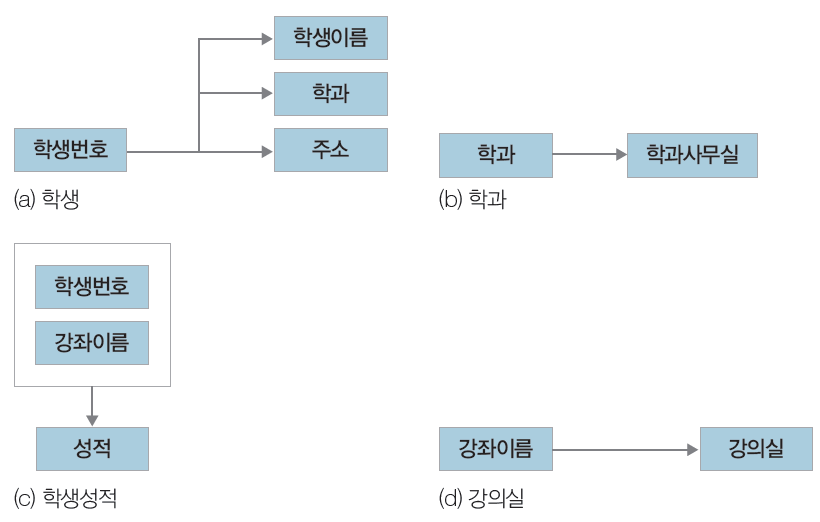 학생이름
학과
학생번호
주소
(a) 학생
학과
학과사무실
(b) 학과
학생번호
강좌이름
성적
(c) 학생성적
강좌이름
강의실
(d) 강의실